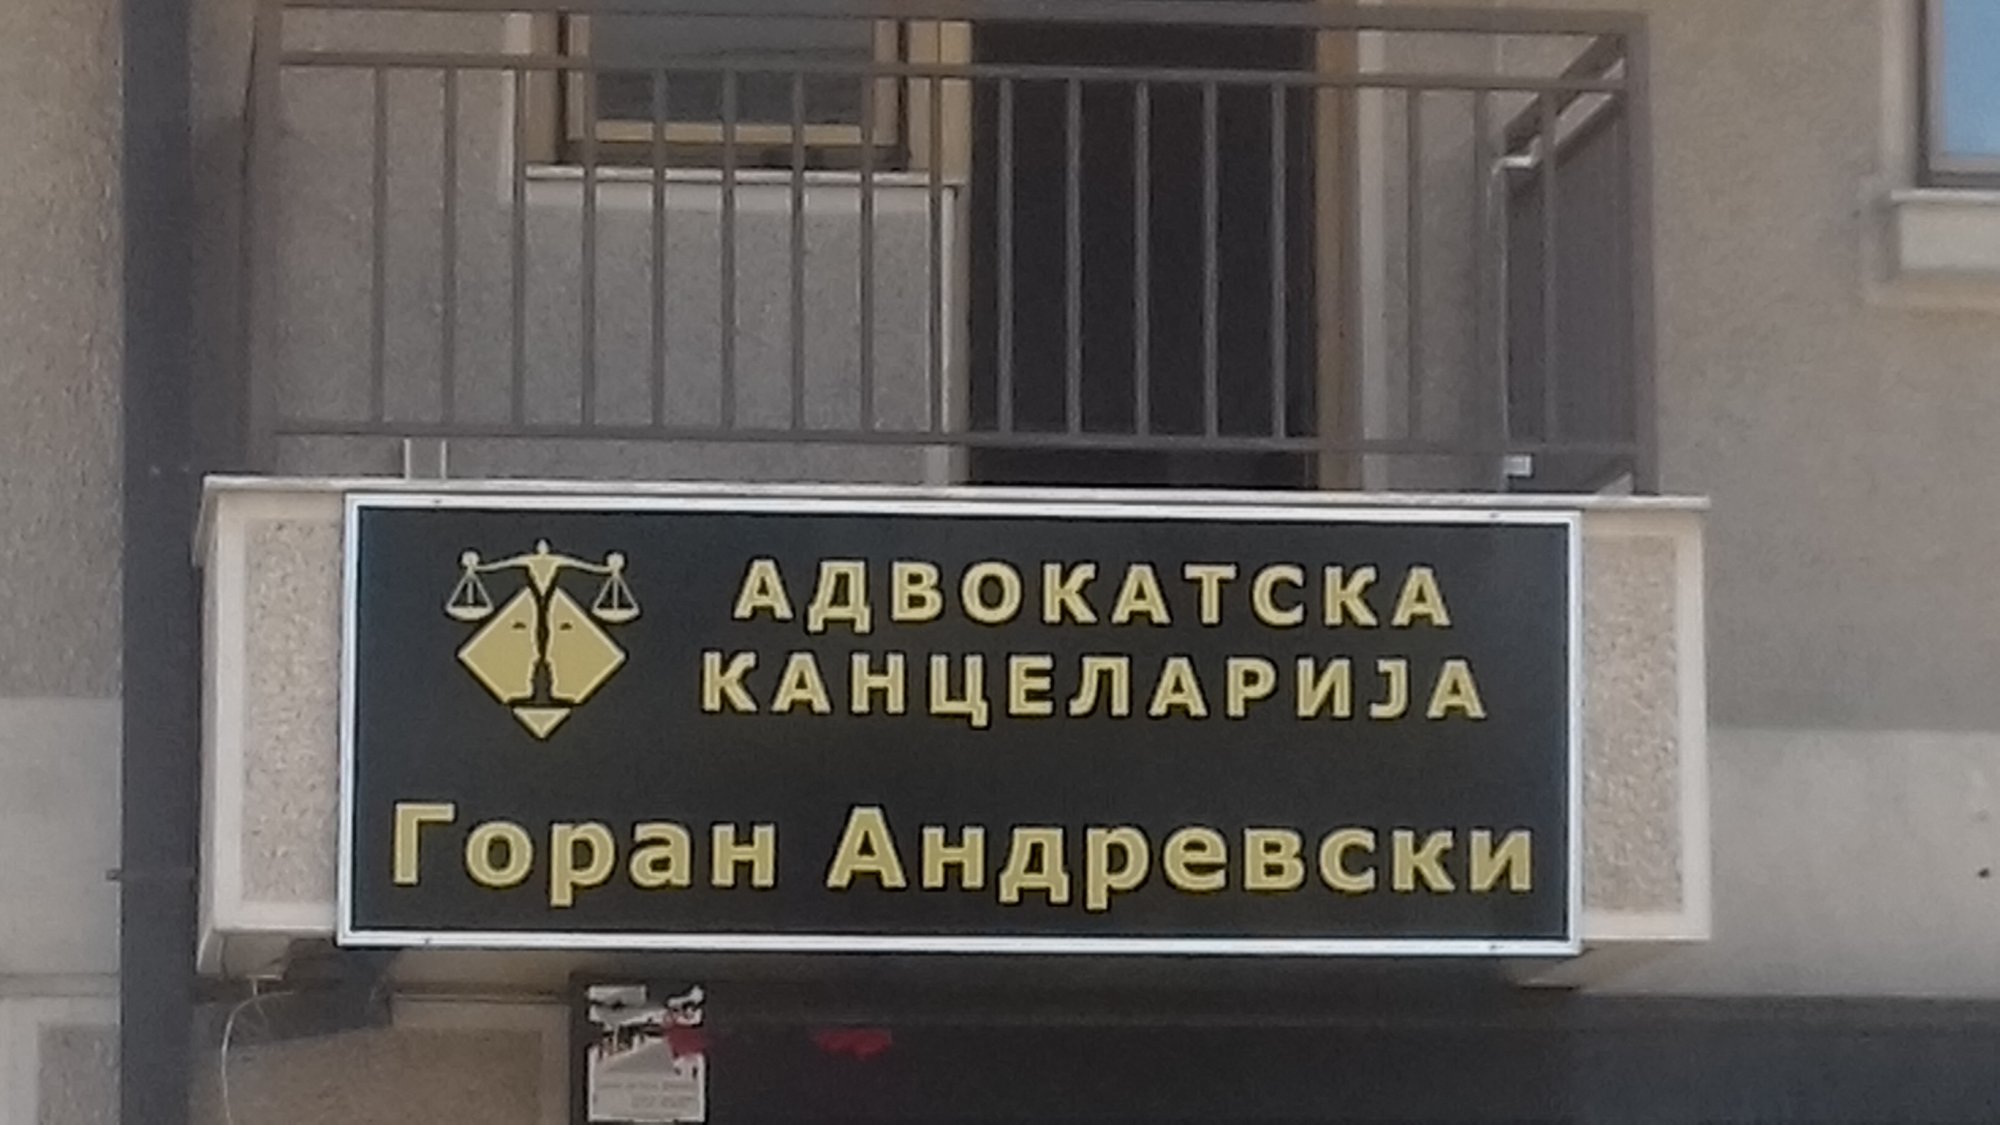 АДВОКАТСКА
КАНЦЕЛАРИЈА
Горан Андревски